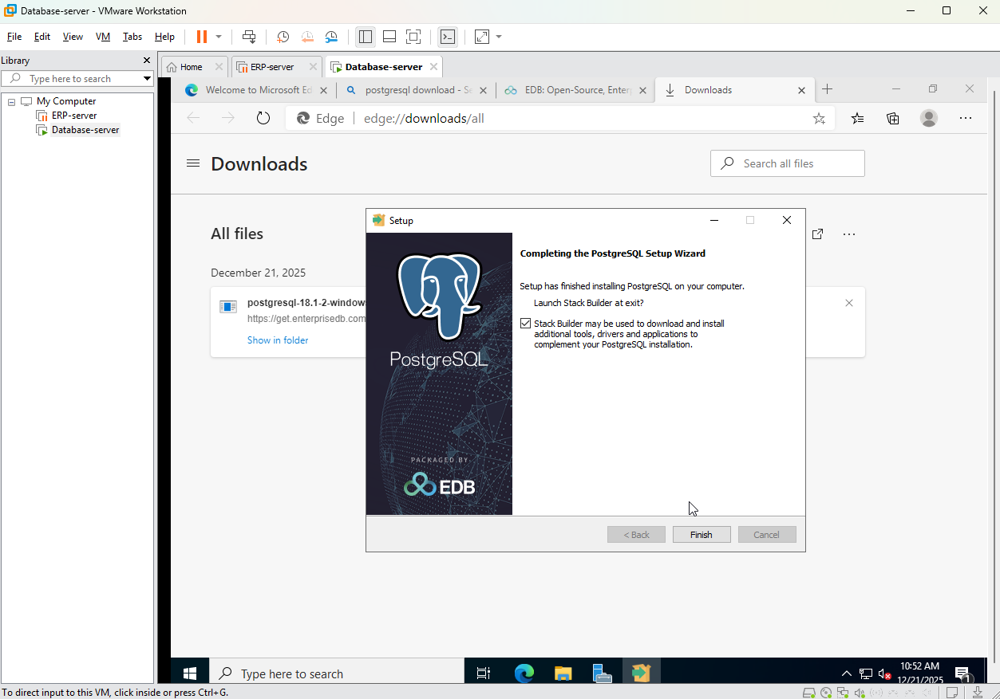 Database-server - VMware Workstation
File Edit View VM Tabs Help
Library
Type here to search
My Computer
ERP-server
Database-server
Home
ERP-server
Database-server
Welcome to Microsoft Ed
postgresql download - Se
EDB: Open-Source, Enterp
Downloads
Edge
edge://downloads/all
Downloads
Search all files
All files
December 21, 2025
postgresql-18.1-2-window
https://get.enterprisedb.com
Show in folder
Setup
PostgreSQL
PACKAGED BY
EDB
Completing the PostgreSQL Setup Wizard
Setup has finished installing PostgreSQL on your computer.
Launch Stack Builder at exit?
Stack Builder may be used to download and install
additional tools, drivers and applications to
complement your PostgreSQL installation.
< Back
Finish
Cancel
Type here to search
10:52 AM
12/21/2025
1
To direct input to this VM, click inside or press Ctrl+G.